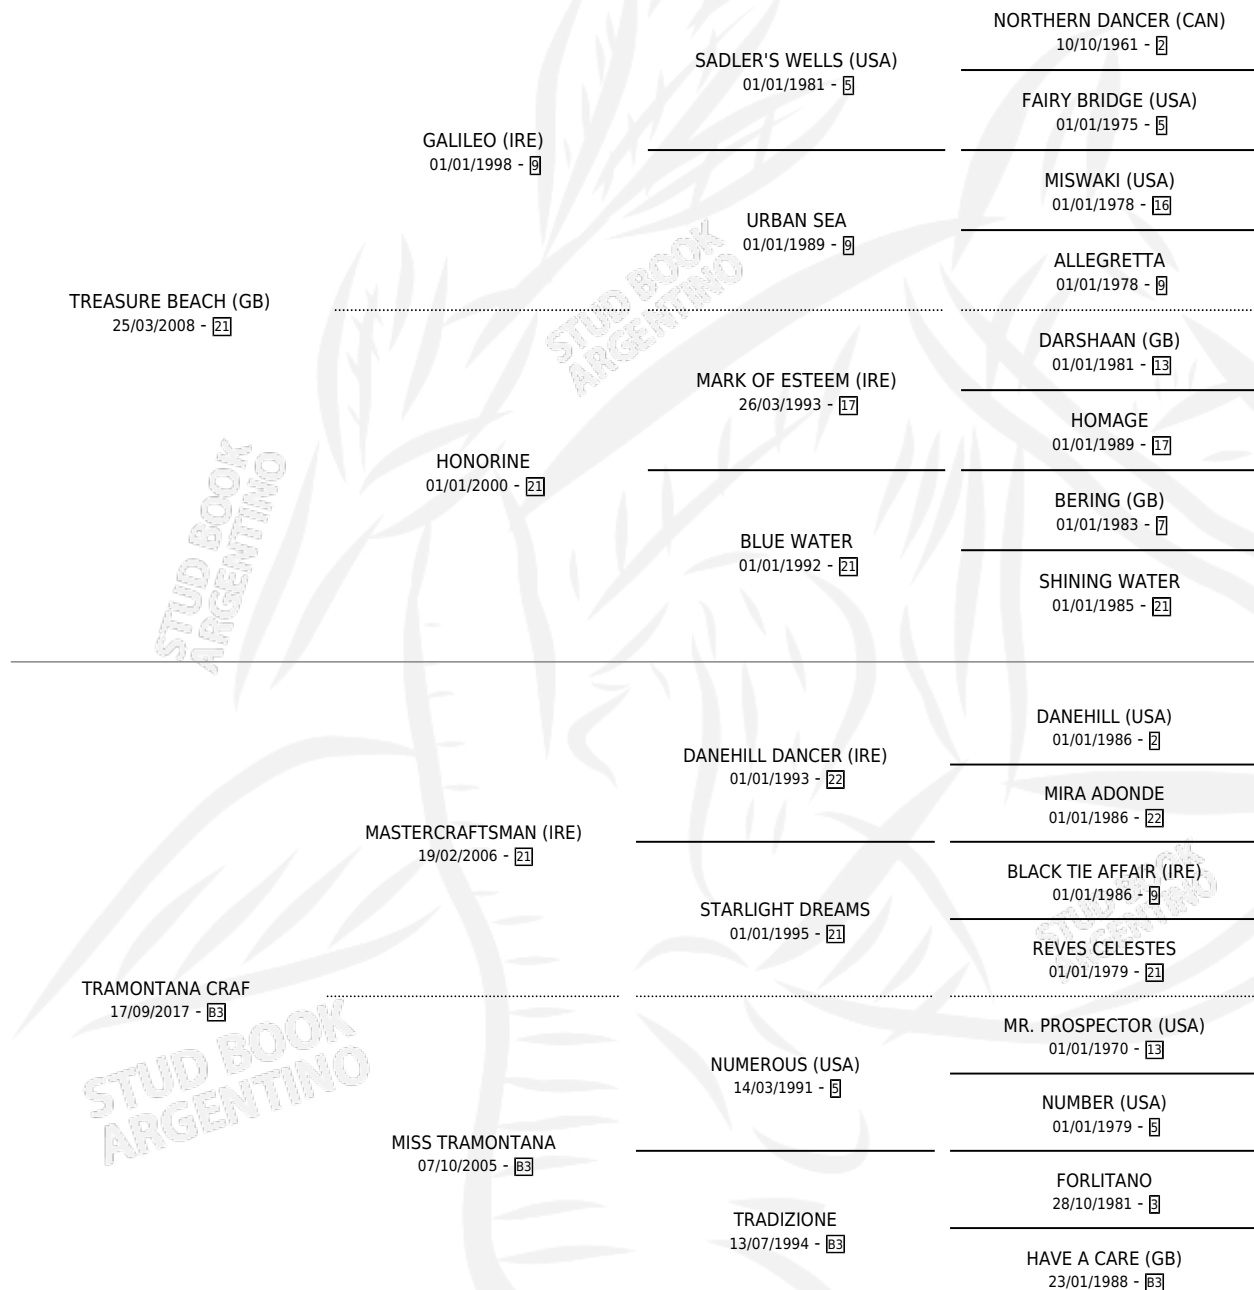 NORTHERN DANCER (CAN)
10/10/1961 - 2
SADLER'S WELLS (USA)
01/01/1981 - 5
FAIRY BRIDGE (USA)
01/01/1975 - 5
GALILEO (IRE)
01/01/1998 - 9
MISWAKI (USA)
01/01/1978 - 16
URBAN SEA
01/01/1989 - 9
ALLEGRETTA
01/01/1978 - 9
TREASURE BEACH (GB)
25/03/2008 - 21
STUD BOOK
ARGENTINO
DARSHAAN (GB)
01/01/1981 - 13
MARK OF ESTEEM (IRE)
26/03/1993 - 17
HOMAGE
01/01/1989 - 17
HONORINE
01/01/2000 - 21
BERING (GB)
01/01/1983 - 7
BLUE WATER
01/01/1992 - 21
SHINING WATER
01/01/1985 - 21
STUD BOOK
ARGENTINO
DANEHILL (USA)
01/01/1986 - 2
DANEHILL DANCER (IRE)
01/01/1993 - 22
MIRA ADONDE
01/01/1986 - 22
MASTERCRAFTSMAN (IRE)
19/02/2006 - 21
BLACK TIE AFFAIR (IRE)
01/01/1986 - 9
STARLIGHT DREAMS
01/01/1995 - 21
REVES CELESTES
01/01/1979 - 21
STUD BOOK
ARGENTINO
TRAMONTANA CRAF
17/09/2017 - B3
STUD BOOK
ARGENTINO
MR. PROSPECTOR (USA)
01/01/1970 - 13
NUMEROUS (USA)
14/03/1991 - 5
NUMBER (USA)
01/01/1979 - 5
MISS TRAMONTANA
07/10/2005 - B3
FORLITANO
28/10/1981 - 3
TRADIZIONE
13/07/1994 - B3
HAVE A CARE (GB)
23/01/1988 - B3